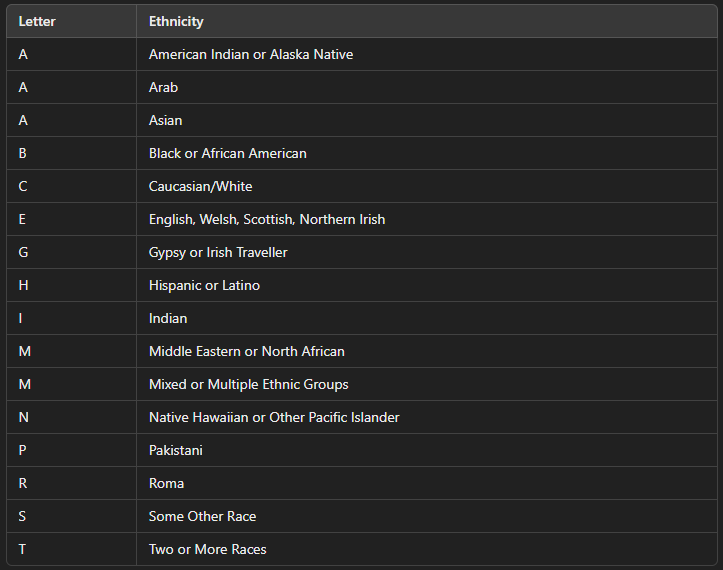 Letter Ethnicity
A American Indian or Alaska Native
A Arab
A Asian
B Black or African American
C Caucasian/White
E English, Welsh, Scottish, Northern Irish
G Gypsy or Irish Traveller
H Hispanic or Latino
I Indian
M Middle Eastern or North African
M Mixed or Multiple Ethnic Groups
N Native Hawaiian or Other Pacific Islander
P Pakistani
R Roma
S Some Other Race
T Two or More Races